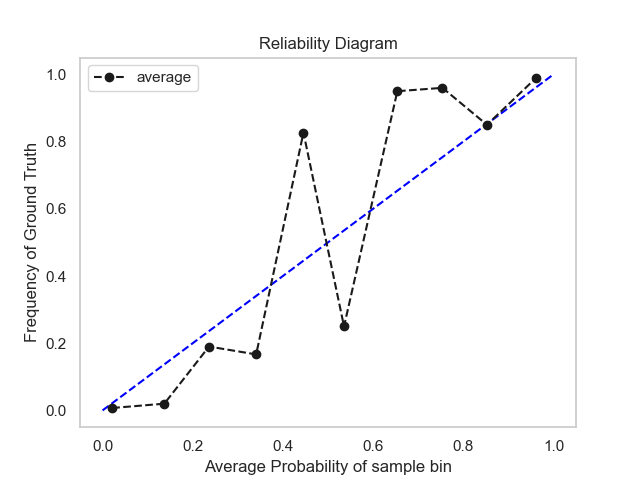 Reliability Diagram
average
Frequency of Ground Truth
1.0
0.8
0.6
0.4
0.2
0.0
0.0 0.2 0.4 0.6 0.8 1.0
Average Probability of sample bin